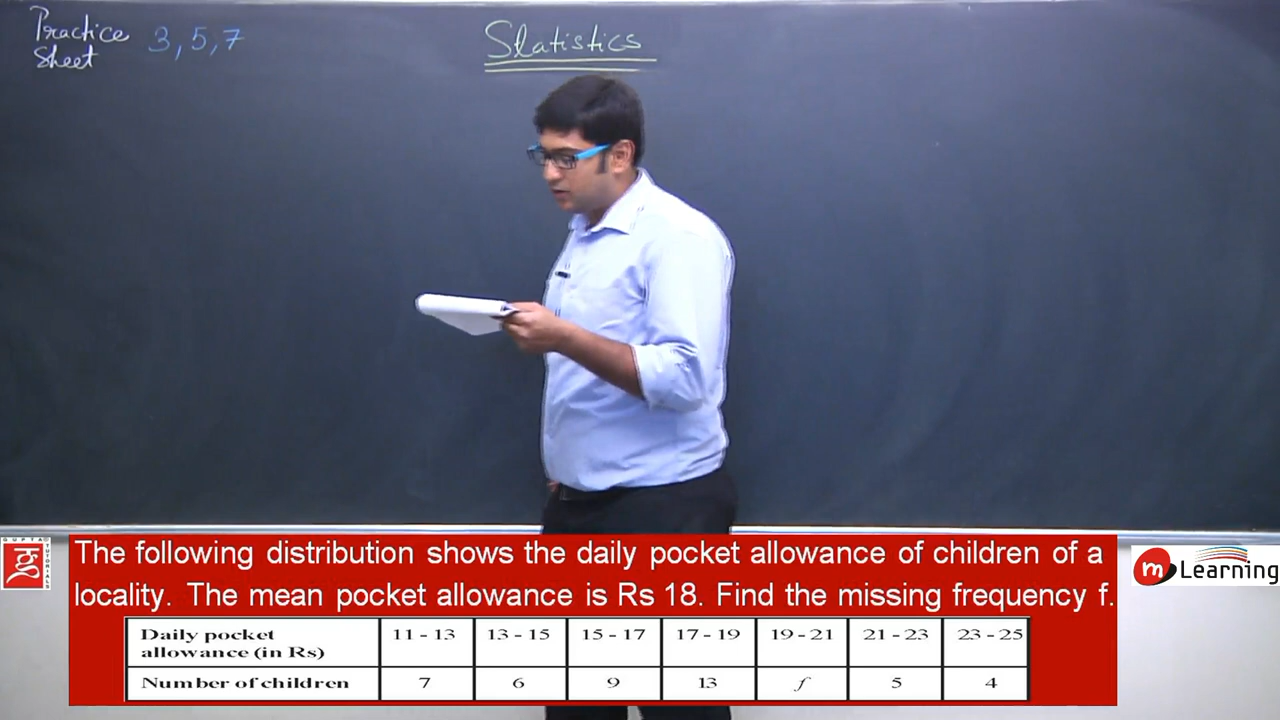 Practice 3, 5, 7
Sheet
Statistics
GUPTA
TUTORIALS
The following distribution shows the daily pocket allowance of children of a
locality. The mean pocket allowance is Rs 18. Find the missing frequency f.
m Learning
Daily pocket allowance (in Rs) 11 - 13 13 - 15 15 - 17 17 - 19 19 - 21 21 - 23 23 - 25
Number of children 7 6 9 13 f 5 4